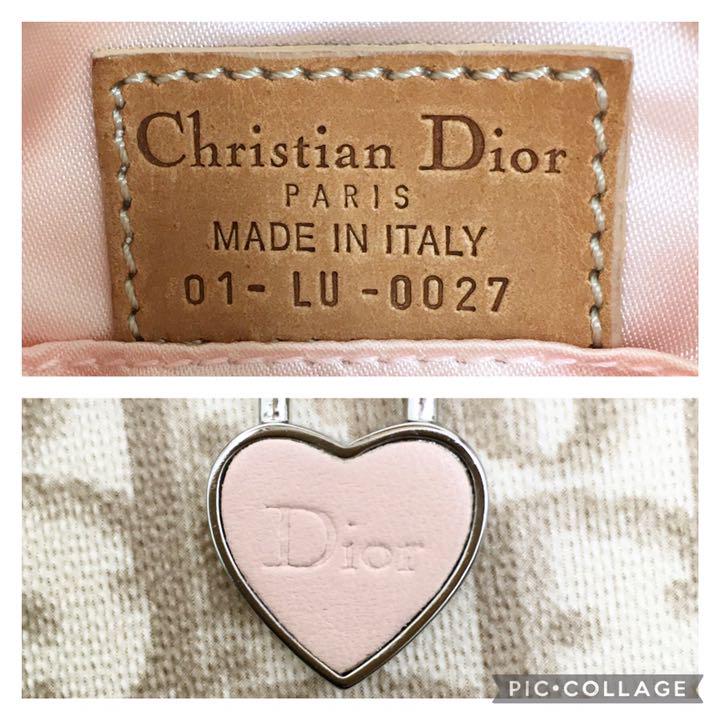 Christian Dior
PARIS
MADE IN ITALY
01-LU-0027
Dior
PIC•COLLAGE